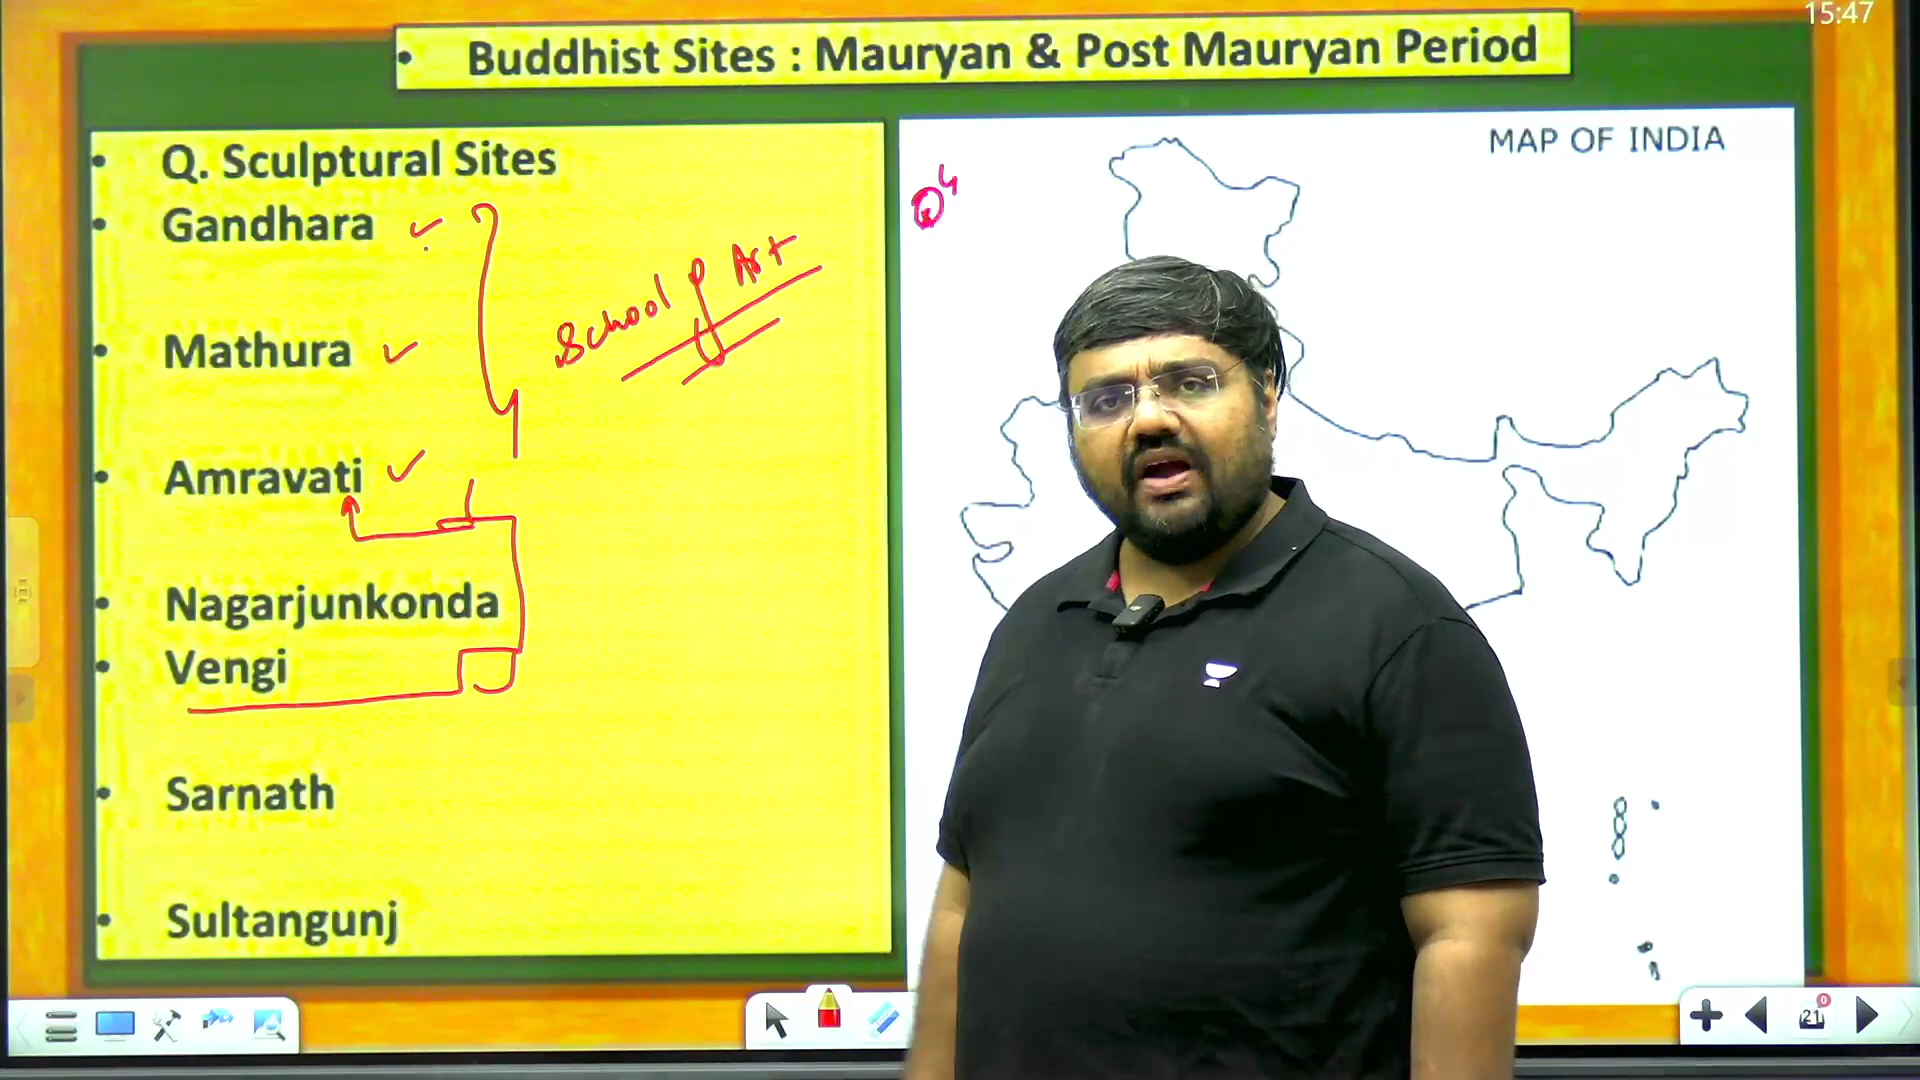 15:47
• Buddhist Sites : Mauryan & Post Mauryan Period
• Q. Sculptural Sites
• Gandhara
School of Art
• Mathura
• Amravati
• Nagarjunkonda
• Vengi
• Sarnath
• Sultangunj
MAP OF INDIA
21
0